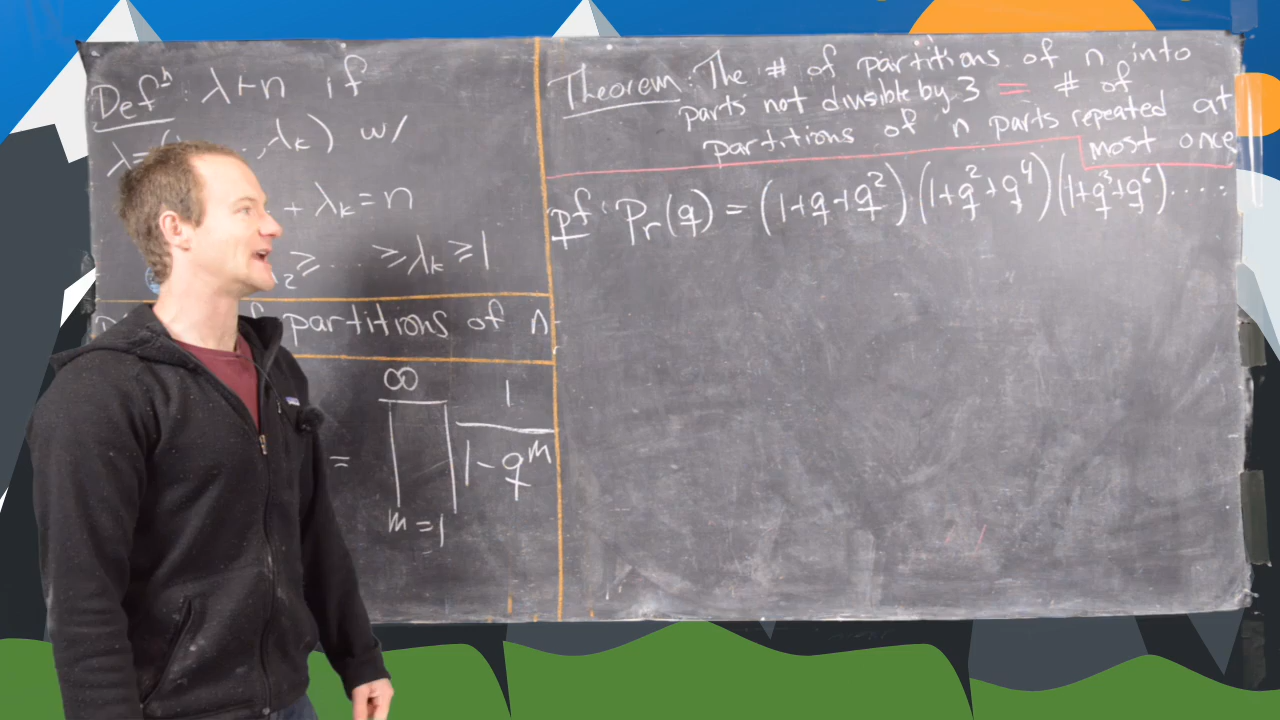 Defⁿ: λ⊢n if
λ=( . . , λₖ) w/
+ λₖ = n
₂ ≥ ... ≥ λₖ ≥ 1
partitions of n
= ∏_{m=1}^{∞} 1/(1-q^m)
Theorem: The # of partitions of n into
parts not divisible by 3 = # of
partitions of n parts repeated at
most once
pf: Pr(q) = (1+q+q²)(1+q²+q⁴)(1+q³+q⁶)....